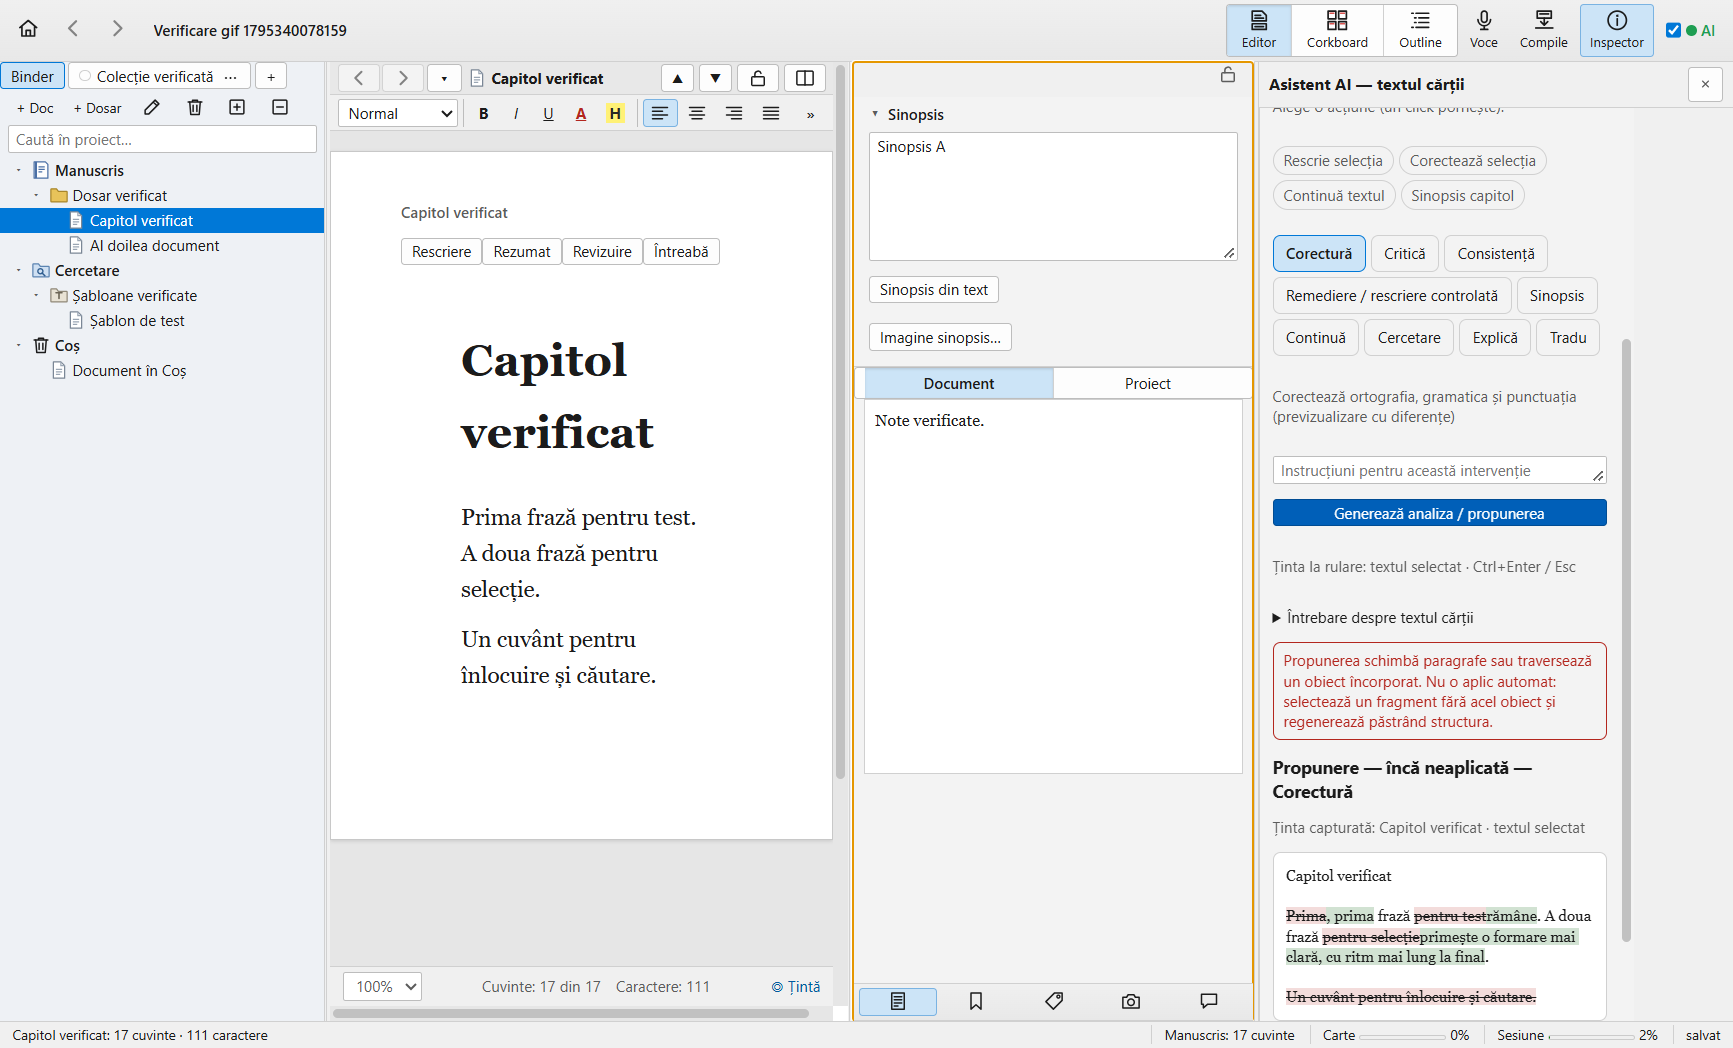 Verificare gif 1795340078159
Editor
Corkboard
Outline
Voce
Compile
Inspector
AI
Binder
Colecție verificată ...
+
+ Doc
+ Dosar
Caută în proiect...
Manuscris
Dosar verificat
Capitol verificat
Al doilea document
Cercetare
Șabloane verificate
Șablon de test
Coș
Document în Coș
Capitol verificat
Normal
B
I
U
A
H
»
Capitol verificat
Rescriere
Rezumat
Revizuire
Întreabă
Capitol
verificat
Prima frază pentru test.
A doua frază pentru
selecție.
Un cuvânt pentru
înlocuire și căutare.
100%
Cuvinte: 17 din 17
Caractere: 111
Țintă
Sinopsis
Sinopsis A
Sinopsis din text
Imagine sinopsis...
Document
Proiect
Note verificate.
Asistent AI — textul cărții
×
Alege o acțiune (un click pornește).
Rescrie selecția
Corectează selecția
Continuă textul
Sinopsis capitol
Corectură
Critică
Consistență
Remediere / rescriere controlată
Sinopsis
Continuă
Cercetare
Explică
Tradu
Corectează ortografia, gramatica și punctuația
(previzualizare cu diferențe)
Instrucțiuni pentru această intervenție
Generează analiza / propunerea
Ținta la rulare: textul selectat · Ctrl+Enter / Esc
Întrebare despre textul cărții
Propunerea schimbă paragrafe sau traversează
un obiect încorporat. Nu o aplic automat:
selectează un fragment fără acel obiect și
regenerează păstrând structura.
Propunere — încă neaplicată —
Corectură
Ținta capturată: Capitol verificat · textul selectat
Capitol verificat
Prima, prima frază pentru testrămâne. A doua
frază pentru selecțieprimește o formare mai
clară, cu ritm mai lung la final.
Un cuvânt pentru înlocuire și căutare.
Capitol verificat: 17 cuvinte · 111 caractere
Manuscris: 17 cuvinte
Carte
0%
Sesiune
2%
salvat